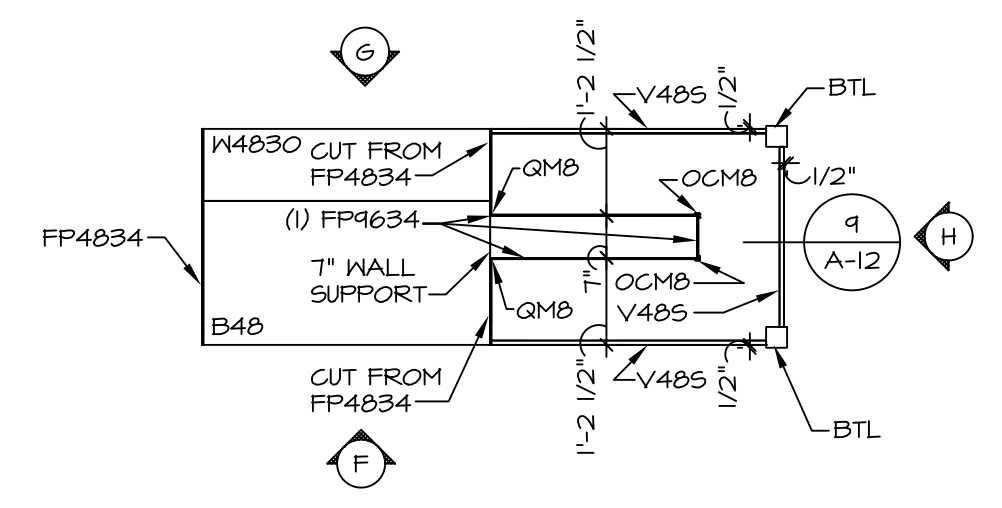 G
1'-2 1/2"
V48S
1/2"
BTL
W4830
CUT FROM
FP4834
QM8
OCM8
1/2"
(1) FP9634
9
A-12
H
FP4834
7" WALL
SUPPORT
7"
OCM8
V48S
QM8
B48
CUT FROM
FP4834
1'-2 1/2"
V48S
1/2"
BTL
F